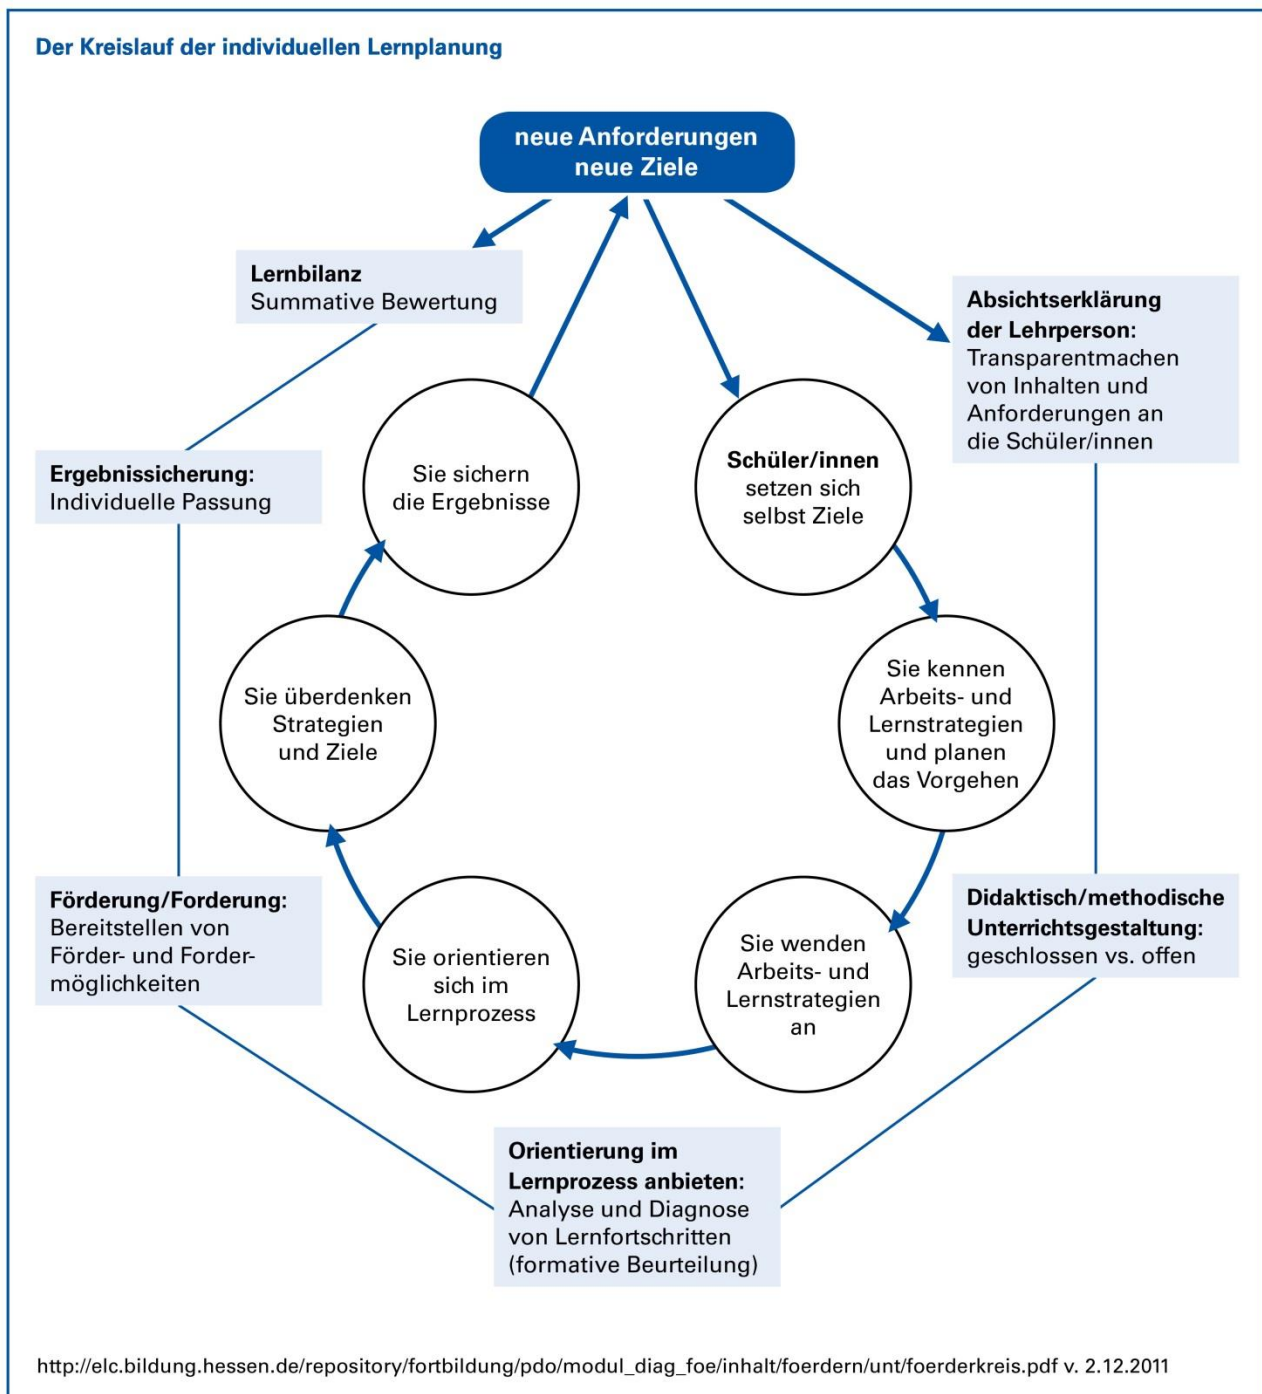 Der Kreislauf der individuellen Lernplanung
neue Anforderungen
neue Ziele
Lernbilanz
Summative Bewertung
Absichtserklärung
der Lehrperson:
Transparentmachen
von Inhalten und
Anforderungen an
die Schüler/innen
Ergebnissicherung:
Individuelle Passung
Sie sichern
die Ergebnisse
Schüler/innen
setzen sich
selbst Ziele
Sie überdenken
Strategien
und Ziele
Sie kennen
Arbeits- und
Lernstrategien
und planen
das Vorgehen
Förderung/Forderung:
Bereitstellen von
Förder- und Forder-
möglichkeiten
Sie orientieren
sich im
Lernprozess
Sie wenden
Arbeits- und
Lernstrategien
an
Didaktisch/methodische
Unterrichtsgestaltung:
geschlossen vs. offen
Orientierung im
Lernprozess anbieten:
Analyse und Diagnose
von Lernfortschritten
(formative Beurteilung)
http://elc.bildung.hessen.de/repository/fortbildung/pdo/modul_diag_foe/inhalt/foerdern/unt/foerderkreis.pdf v. 2.12.2011